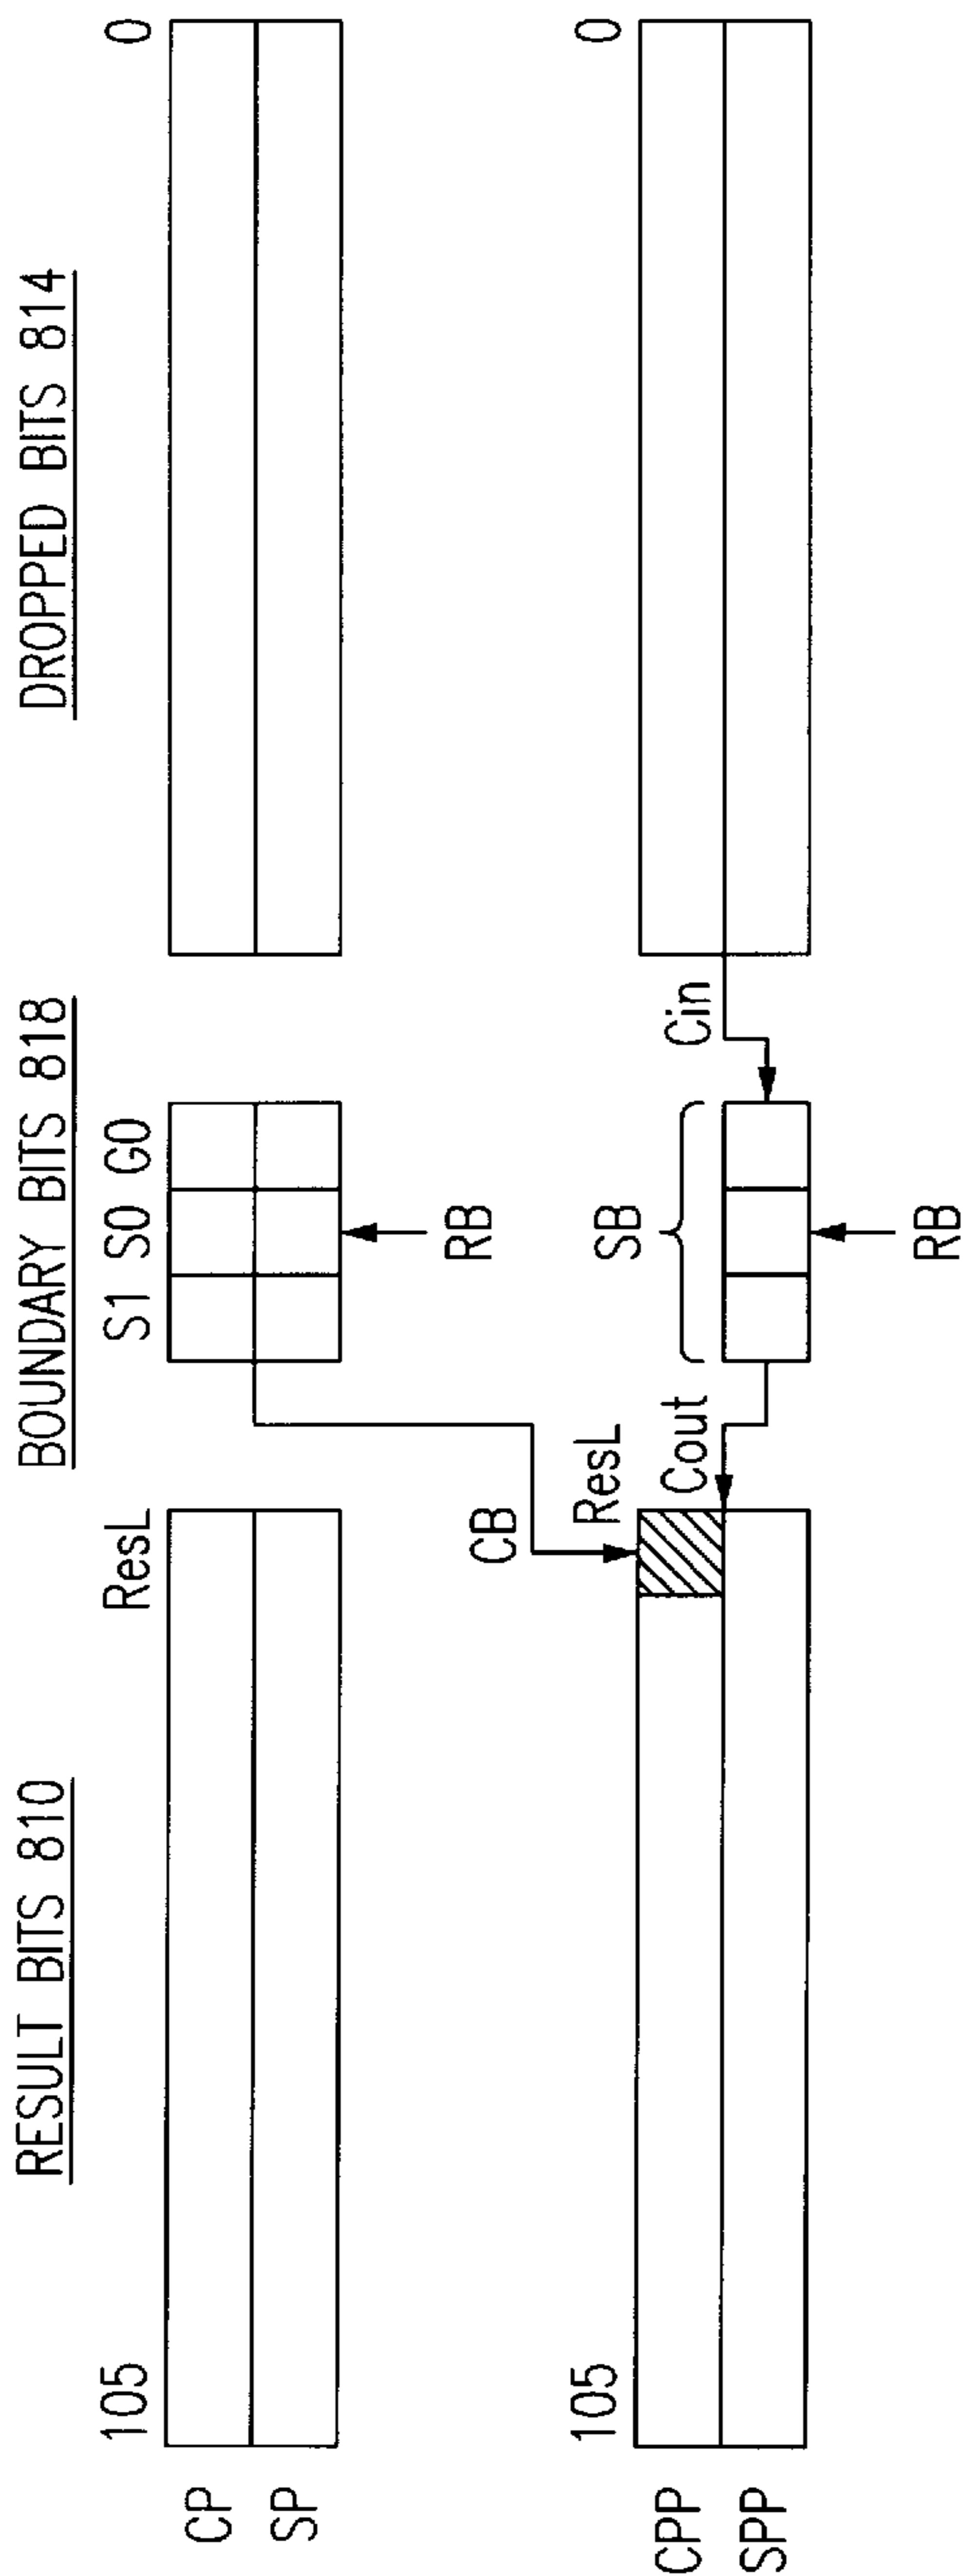 RESULT BITS 810
BOUNDARY BITS 818
DROPPED BITS 814
105
ResL
S1 S0 G0
0
CP
SP
RB
CB
ResL
SB
105
Cout
Cin
0
CPP
SPP
RB